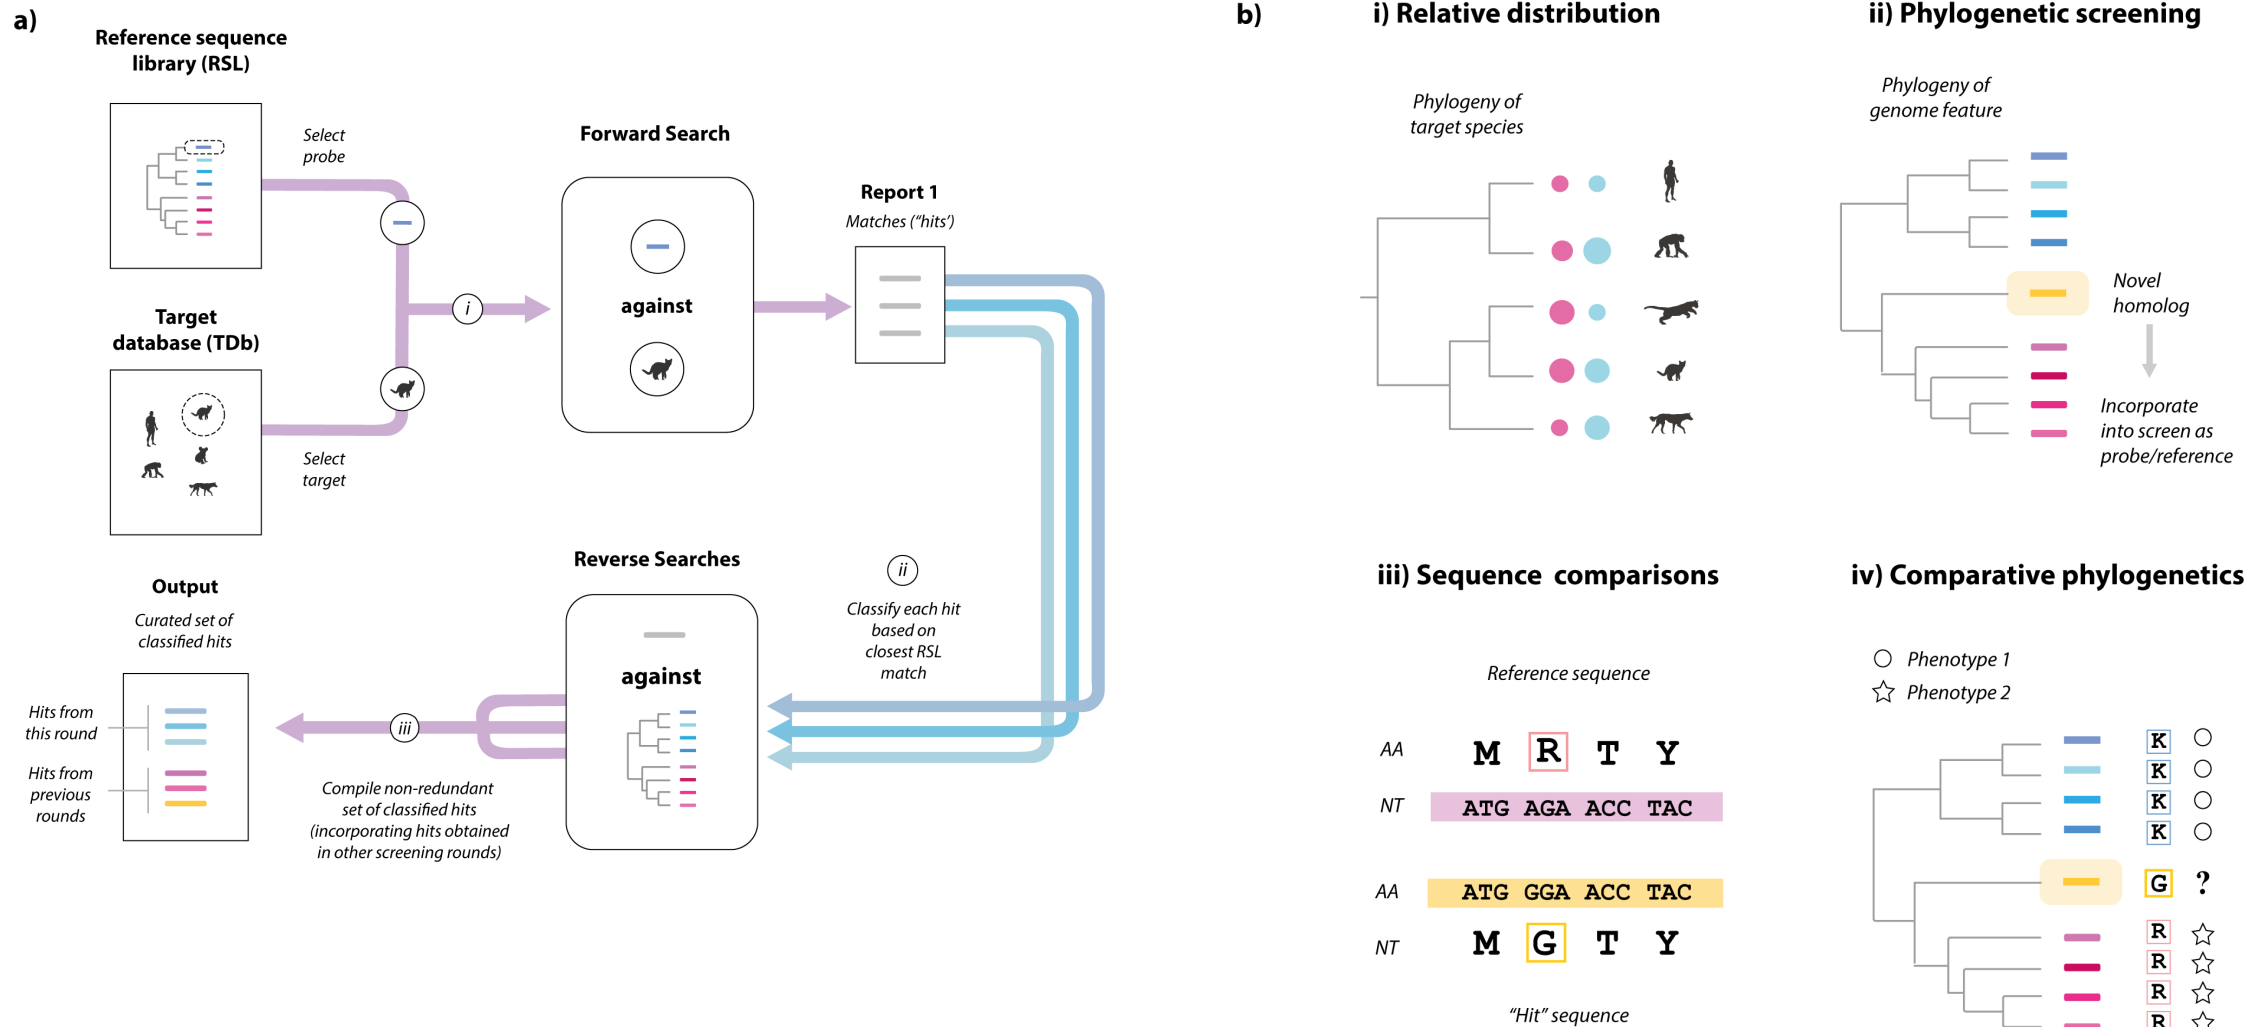 a)
Reference sequence
library (RSL)
Select
probe
Target
database (TDb)
Select
target
i
Forward Search
against
Report 1
Matches (“hits’)
ii
Classify each hit
based on
closest RSL
match
Reverse Searches
against
iii
Compile non-redundant
set of classified hits
(incorporating hits obtained
in other screening rounds)
Output
Curated set of
classified hits
Hits from
this round
Hits from
previous
rounds
b)
i) Relative distribution
Phylogeny of
target species
ii) Phylogenetic screening
Phylogeny of
genome feature
Novel
homolog
Incorporate
into screen as
probe/reference
iii) Sequence comparisons
Reference sequence
AA M R T Y
NT ATG AGA ACC TAC
AA ATG GGA ACC TAC
NT M G T Y
“Hit” sequence
iv) Comparative phylogenetics
Phenotype 1
Phenotype 2
K
K
K
K
G ?
R
R
R
R